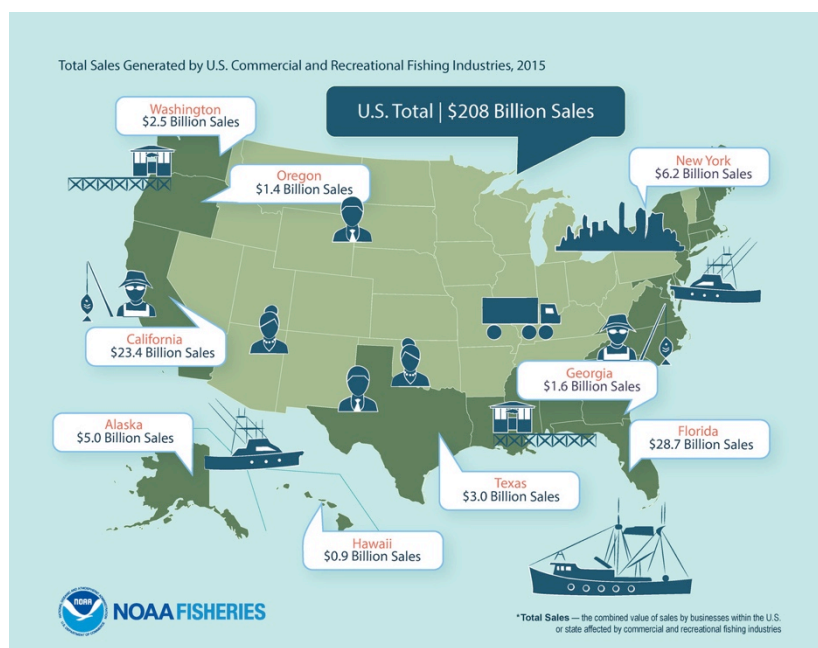 Total Sales Generated by U.S. Commercial and Recreational Fishing Industries, 2015
U.S. Total | $208 Billion Sales
Washington
$2.5 Billion Sales
Oregon
$1.4 Billion Sales
New York
$6.2 Billion Sales
California
$23.4 Billion Sales
Georgia
$1.6 Billion Sales
Alaska
$5.0 Billion Sales
Florida
$28.7 Billion Sales
Texas
$3.0 Billion Sales
Hawaii
$0.9 Billion Sales
NOAA
NOAA FISHERIES
*Total Sales — the combined value of sales by businesses within the U.S.
or state affected by commercial and recreational fishing industries